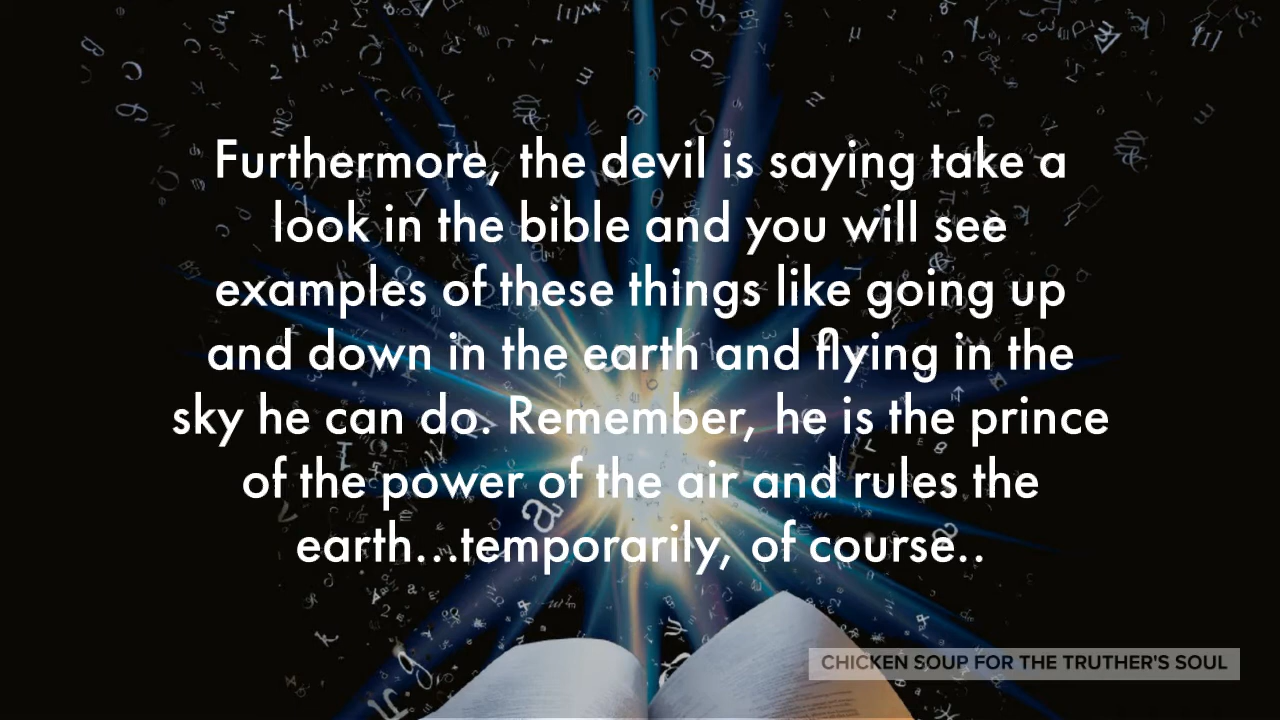 Furthermore, the devil is saying take a
look in the bible and you will see
examples of these things like going up
and down in the earth and flying in the
sky he can do. Remember, he is the prince
of the power of the air and rules the
earth...temporarily, of course..
CHICKEN SOUP FOR THE TRUTHER'S SOUL